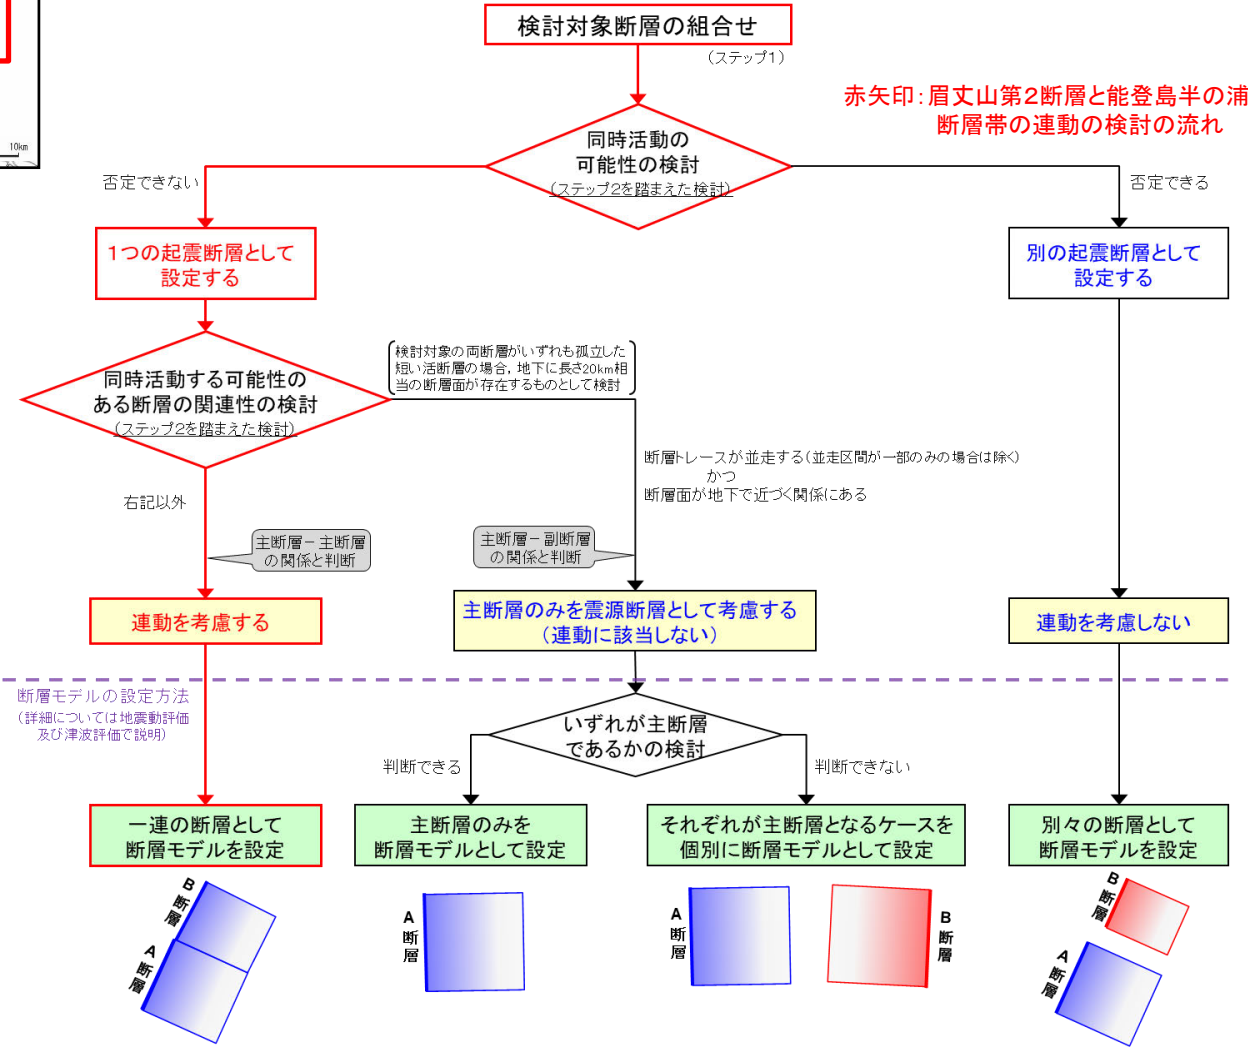 検討対象断層の組合せ
(ステップ1)
10km
赤矢印：眉丈山第2断層と能登島半の浦
断層帯の連動の検討の流れ
同時活動の
可能性の検討
(ステップ2を踏まえた検討)
否定できない
否定できる
1つの起震断層として
設定する
別の起震断層として
設定する
検討対象の両断層がいずれも孤立した
短い活断層の場合，地下に長さ20km相
当の断層面が存在するものとして検討
同時活動する可能性の
ある断層の関連性の検討
(ステップ2を踏まえた検討)
断層トレースが並走する(並走区間が一部のみの場合は除く)
かつ
断層面が地下で近づく関係にある
右記以外
主断層－主断層
の関係と判断
主断層－副断層
の関係と判断
連動を考慮する
主断層のみを震源断層として考慮する
（連動に該当しない）
連動を考慮しない
断層モデルの設定方法
(詳細については地震動評価
及び津波評価で説明)
いずれが主断層
であるかの検討
判断できる
判断できない
一連の断層として
断層モデルを設定
主断層のみを
断層モデルとして設定
それぞれが主断層となるケースを
個別に断層モデルとして設定
別々の断層として
断層モデルを設定
B断層
A断層
A断層
A断層
B断層
B断層
A断層